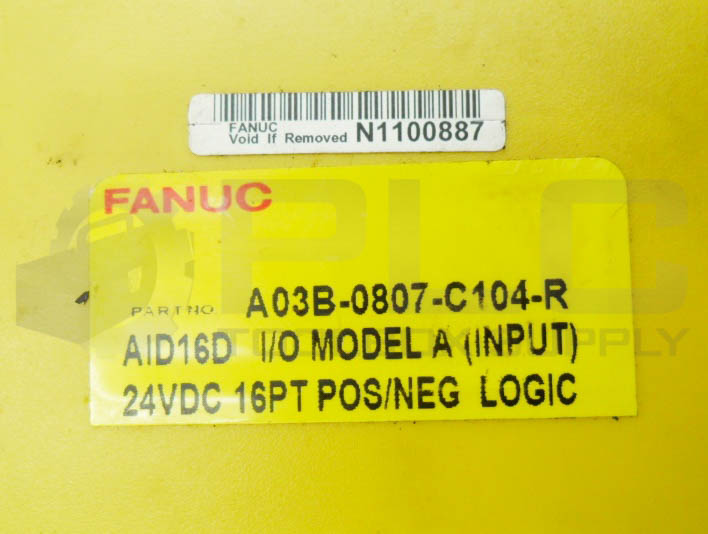 FANUC
Void If Removed N1100887
FANUC
PART NO. A03B-0807-C104-R
AID16D I/O MODEL A (INPUT)
24VDC 16PT POS/NEG LOGIC
PLC
SUPPLY